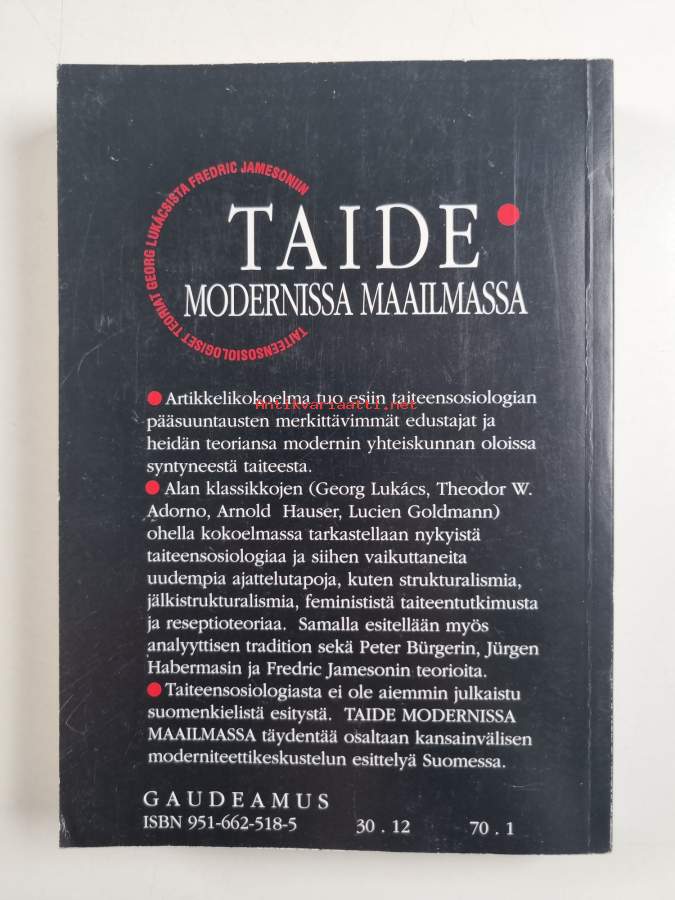 TAITEENSOSIOLOGISET TEORIAT GEORG LUKÁCSISTA FREDRIC JAMESONIIN
TAIDE
MODERNISSA MAAILMASSA
Artikkelikokoelma tuo esiin taiteensosiologian
Antikvariaatti.net
pääsuuntausten merkittävimmät edustajat ja
heidän teoriansa modernin yhteiskunnan oloissa
syntyneestä taiteesta.
Alan klassikkojen (Georg Lukács, Theodor W.
Adorno, Arnold Hauser, Lucien Goldmann)
ohella kokoelmassa tarkastellaan nykyistä
taiteensosiologiaa ja siihen vaikuttaneita
uudempia ajattelutapoja, kuten strukturalismia,
jälkistrukturalismia, feminististä taiteentutkimusta
ja reseptioteoriaa. Samalla esitellään myös
analyyttisen tradition sekä Peter Bürgerin, Jürgen
Habermasin ja Fredric Jamesonin teorioita.
Taiteensosiologiasta ei ole aiemmin julkaistu
suomenkielistä esitystä. TAIDE MODERNISSA
MAAILMASSA täydentää osaltaan kansainvälisen
moderniteettikeskustelun esittelyä Suomessa.
GAUDEAMUS
ISBN 951-662-518-5 30 . 12 70 . 1